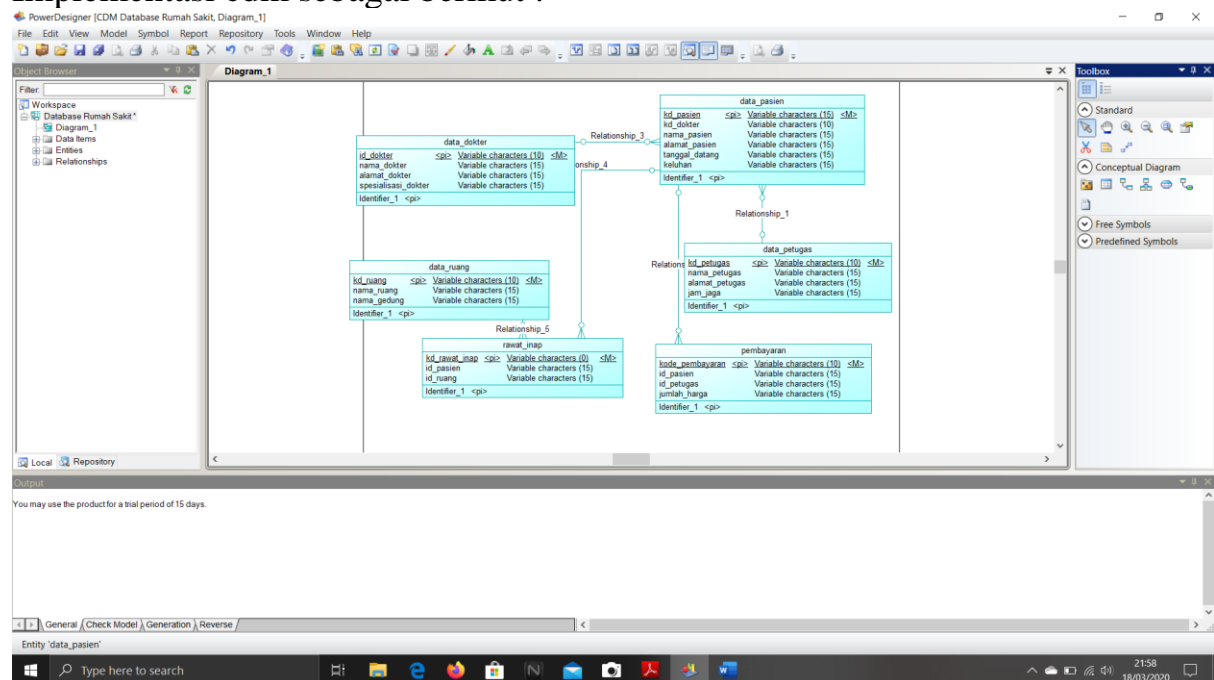 PowerDesigner [CDM Database Rumah Sakit, Diagram_1]
File Edit View Model Symbol Report Repository Tools Window Help
Object Browser
Diagram_1
Toolbox
Filter:
Workspace
Database Rumah Sakit *
Diagram_1
Data Items
Entities
Relationships
Local Repository
data_dokter
id_dokter <pi> Variable characters (10) <M>
nama_dokter Variable characters (15)
alamat_dokter Variable characters (15)
spesialisasi_dokter Variable characters (15)
Identifier_1 <pi>
Relationship_3
onship_4
data_pasien
kd_pasien <pi> Variable characters (15) <M>
kd_dokter Variable characters (10)
nama_pasien Variable characters (15)
alamat_pasien Variable characters (15)
tanggal_datang Variable characters (15)
keluhan Variable characters (15)
Identifier_1 <pi>
Relationship_1
data_ruang
kd_ruang <pi> Variable characters (10) <M>
nama_ruang Variable characters (15)
nama_gedung Variable characters (15)
Identifier_1 <pi>
Relations
data_petugas
kd_petugas <pi> Variable characters (10) <M>
nama_petugas Variable characters (15)
alamat_petugas Variable characters (15)
jam_jaga Variable characters (15)
Identifier_1 <pi>
Relationship_5
rawat_inap
kd_rawat_inap <pi> Variable characters (0) <M>
id_pasien Variable characters (15)
id_ruang Variable characters (15)
Identifier_1 <pi>
pembayaran
kode_pembayaran <pi> Variable characters (10) <M>
id_pasien Variable characters (15)
id_petugas Variable characters (15)
jumlah_harga Variable characters (15)
Identifier_1 <pi>
Standard
Conceptual Diagram
Free Symbols
Predefined Symbols
Output
You may use the product for a trial period of 15 days.
General Check Model Generation Reverse
Entity 'data_pasien'
Type here to search
21:58
18/03/2020